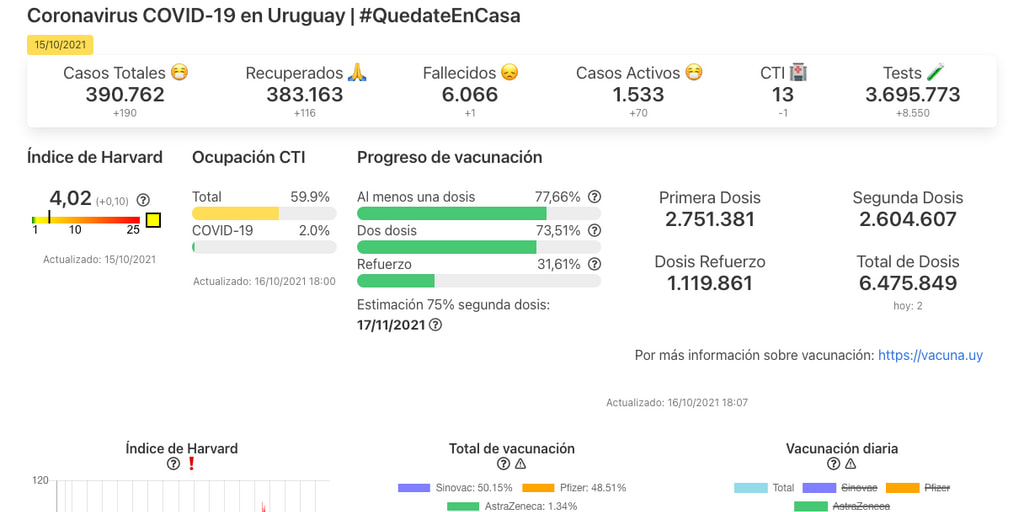 Coronavirus COVID-19 en Uruguay | #QuedateEnCasa
15/10/2021
Casos Totales 😷 Recuperados 🙏 Fallecidos 😞 Casos Activos 😷 CTI 🏥 Tests 🧪
390.762 383.163 6.066 1.533 13 3.695.773
+190 +116 +1 +70 -1 +8.550
Índice de Harvard Ocupación CTI Progreso de vacunación
4,02 (+0,10)
1 10 25
Actualizado: 15/10/2021
Total 59.9%
COVID-19 2.0%
Actualizado: 16/10/2021 18:00
Al menos una dosis 77,66%
Dos dosis 73,51%
Refuerzo 31,61%
Estimación 75% segunda dosis:
17/11/2021
Primera Dosis Segunda Dosis
2.751.381 2.604.607
Dosis Refuerzo Total de Dosis
1.119.861 6.475.849
hoy: 2
Por más información sobre vacunación: https://vacuna.uy
Actualizado: 16/10/2021 18:07
Índice de Harvard
120
Total de vacunación
Sinovac: 50.15% Pfizer: 48.51%
AstraZeneca: 1.34%
Vacunación diaria
Total Sinovac Pfizer
AstraZeneca